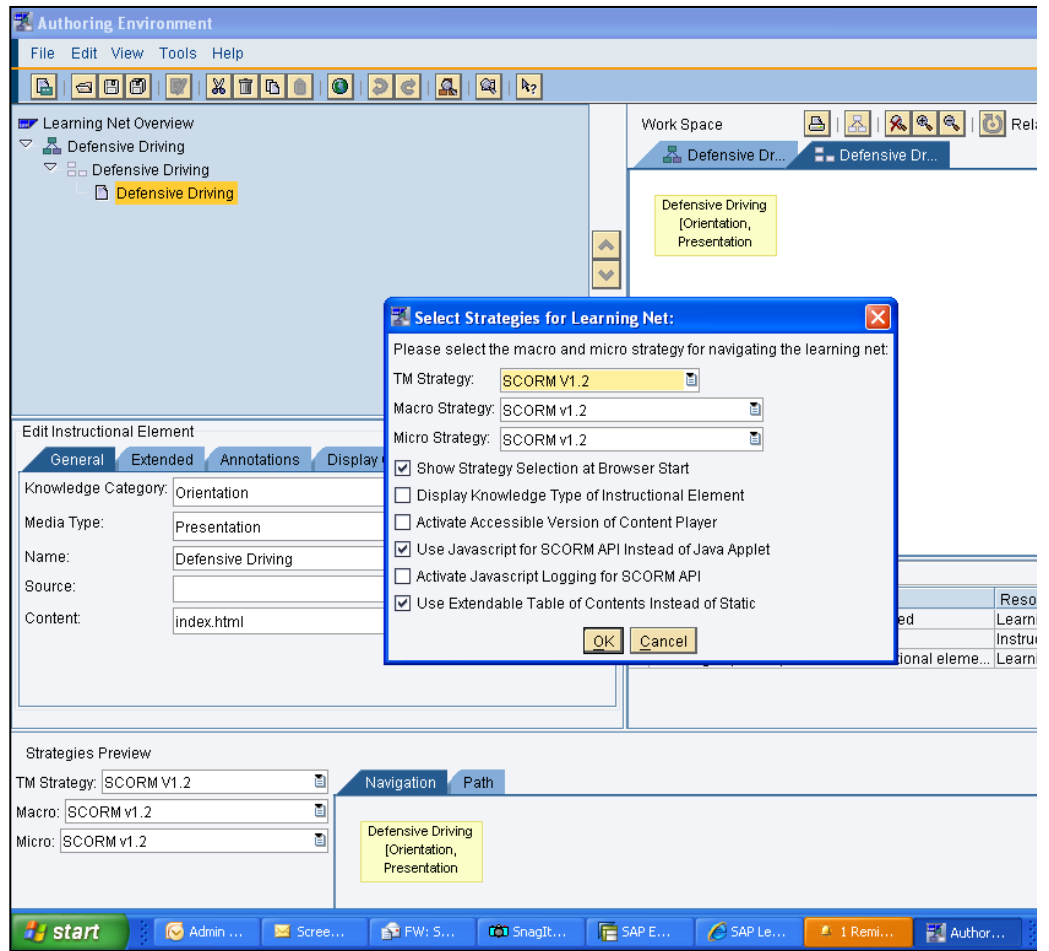 Authoring Environment
File Edit View Tools Help
Learning Net Overview
Defensive Driving
Defensive Driving
Defensive Driving
Work Space
Rela
Defensive Dr...
Defensive Dr...
Defensive Driving
[Orientation,
Presentation
Select Strategies for Learning Net:
Please select the macro and micro strategy for navigating the learning net:
TM Strategy: SCORM V1.2
Macro Strategy: SCORM v1.2
Micro Strategy: SCORM v1.2
Show Strategy Selection at Browser Start
Display Knowledge Type of Instructional Element
Activate Accessible Version of Content Player
Use Javascript for SCORM API Instead of Java Applet
Activate Javascript Logging for SCORM API
Use Extendable Table of Contents Instead of Static
OK Cancel
Edit Instructional Element
General Extended Annotations Display
Knowledge Category: Orientation
Media Type: Presentation
Name: Defensive Driving
Source:
Content: index.html
Reso
ed Learni
Instruc
tional eleme... Learni
Strategies Preview
TM Strategy: SCORM V1.2
Macro: SCORM v1.2
Micro: SCORM v1.2
Navigation Path
Defensive Driving
[Orientation,
Presentation
start Admin ... Scree... FW: S... SnagIt... SAP E... SAP Le... 1 Remi... Author...